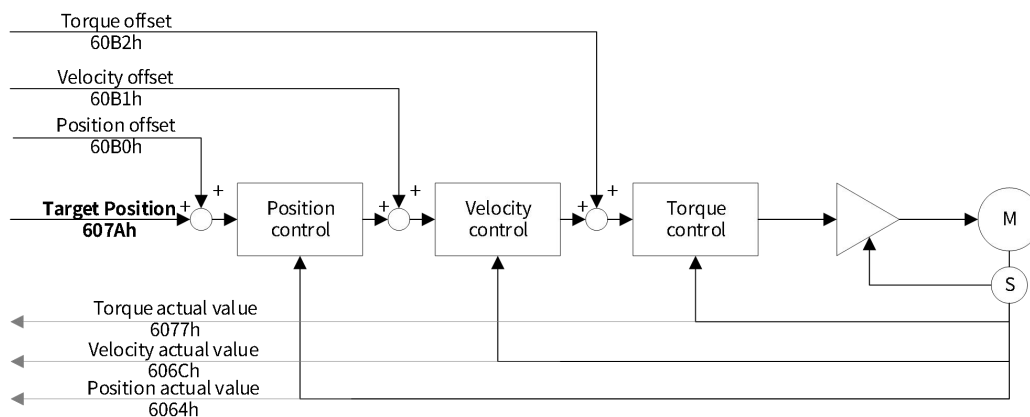 Torque offset
60B2h
Velocity offset
60B1h
Position offset
60B0h
+
+
+
Target Position
607Ah
+
+
+
Position
control
Velocity
control
Torque
control
M
S
Torque actual value
6077h
Velocity actual value
606Ch
Position actual value
6064h